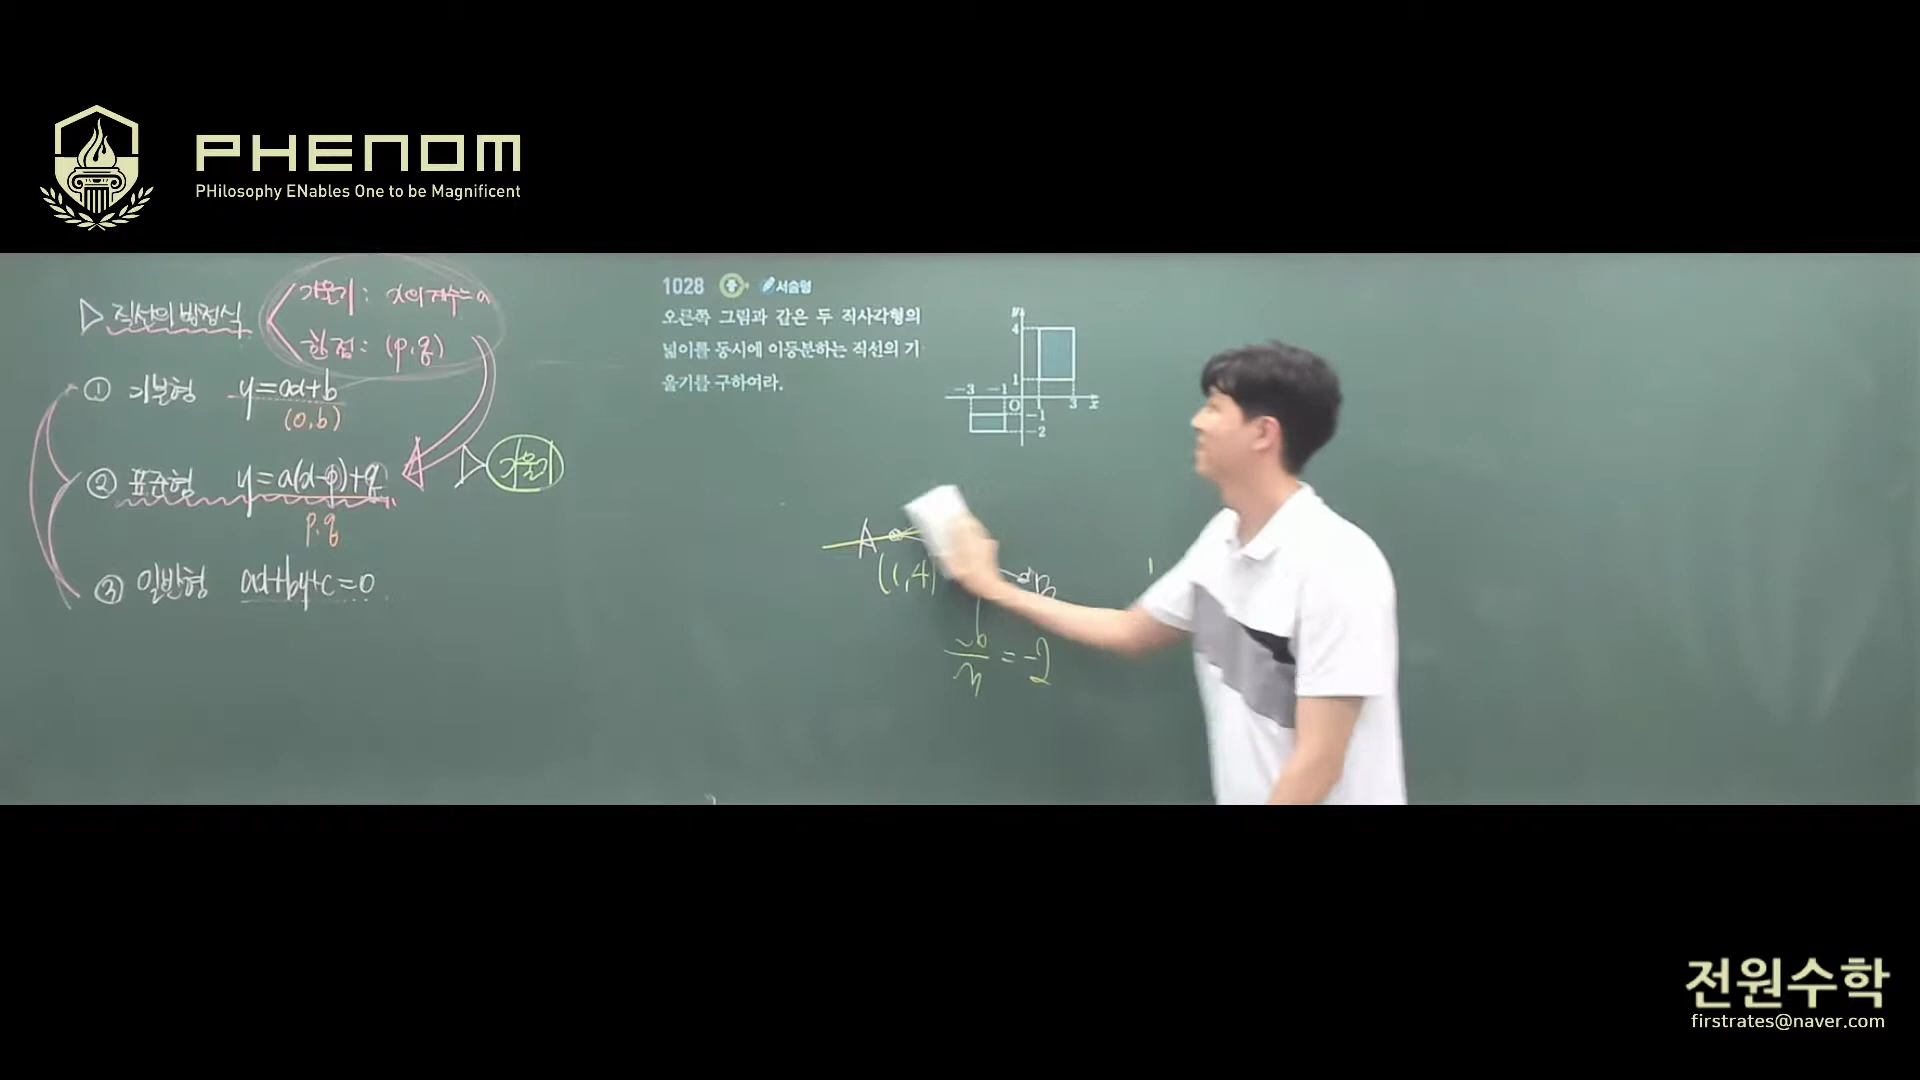 PHENOM
PHilosophy ENables One to be Magnificent
▷ 직선의 방정식
기울기 : x의 계수 = a
한 점 : (p, q)
① 기본형 y = ax+b
(0, b)
② 표준형 y = a(x-p)+q
p, q
▷ 기울기
③ 일반형 ax+by+c=0
1028 중 서술형
오른쪽 그림과 같은 두 직사각형의
넓이를 동시에 이등분하는 직선의 기
울기를 구하여라.
y
4
1
-3 -1 O 1 3 x
-1
-2
A
(1, 4)
B
= -2
전원수학
firstrates@naver.com